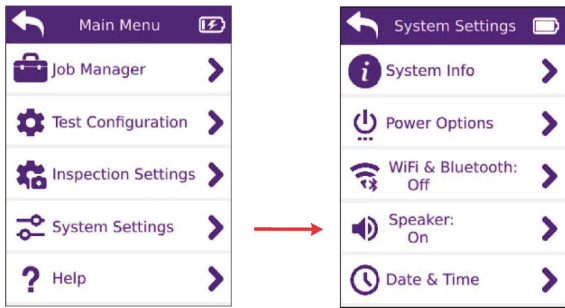 Main Menu
Job Manager
Test Configuration
Inspection Settings
System Settings
? Help
System Settings
i System Info
Power Options
WiFi & Bluetooth:
Off
Speaker:
On
Date & Time